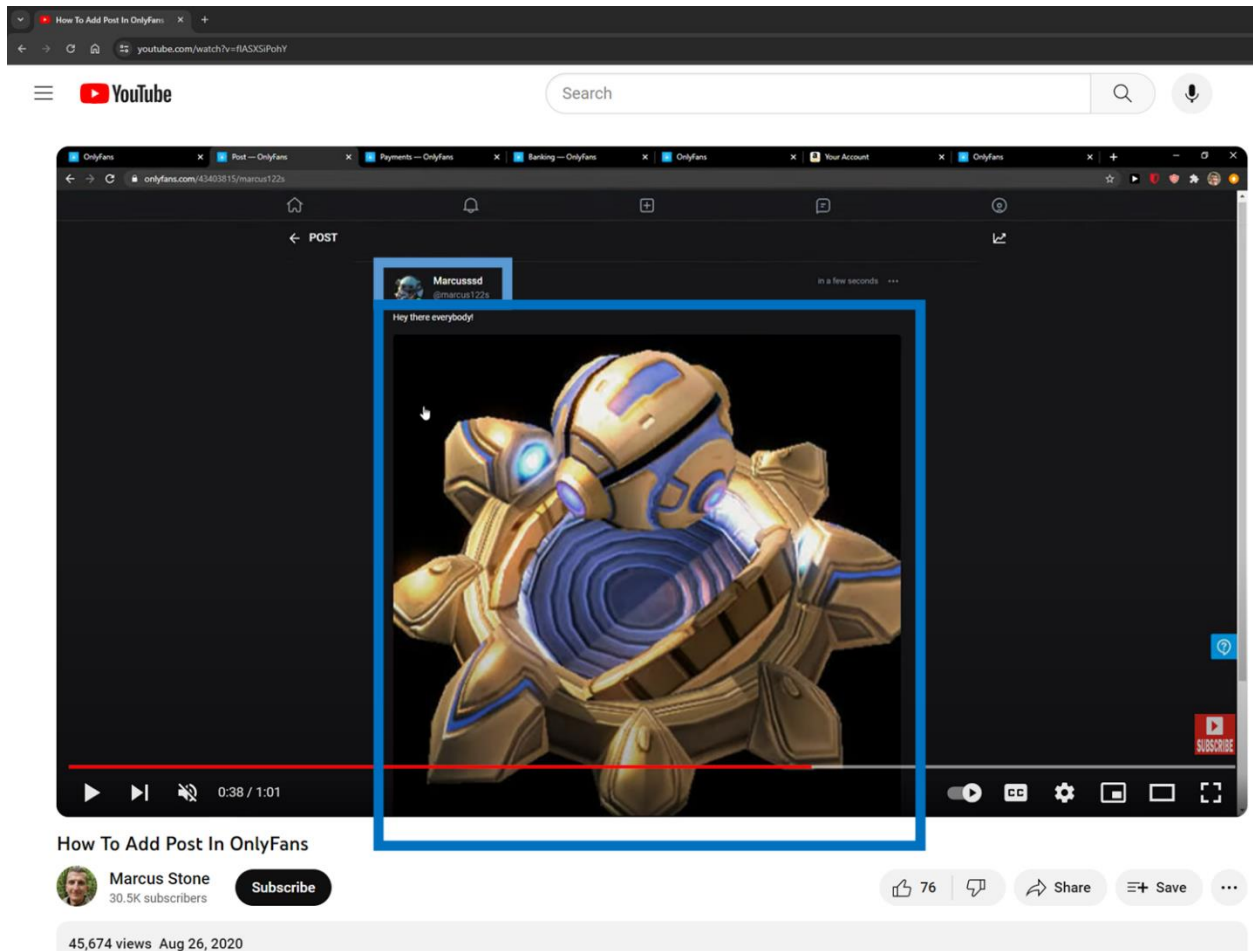 How To Add Post In OnlyFans
youtube.com/watch?v=flASXSiPohY
YouTube
Search
OnlyFans
Post — OnlyFans
Payments — OnlyFans
Banking — OnlyFans
OnlyFans
Your Account
OnlyFans
onlyfans.com/43403815/marcus122s
POST
Marcusssd
in a few seconds
@marcus122s
Hey there everybody!
SUBSCRIBE
0:38 / 1:01
CC
How To Add Post In OnlyFans
Marcus Stone
30.5K subscribers
Subscribe
76
Share
Save
45,674 views Aug 26, 2020